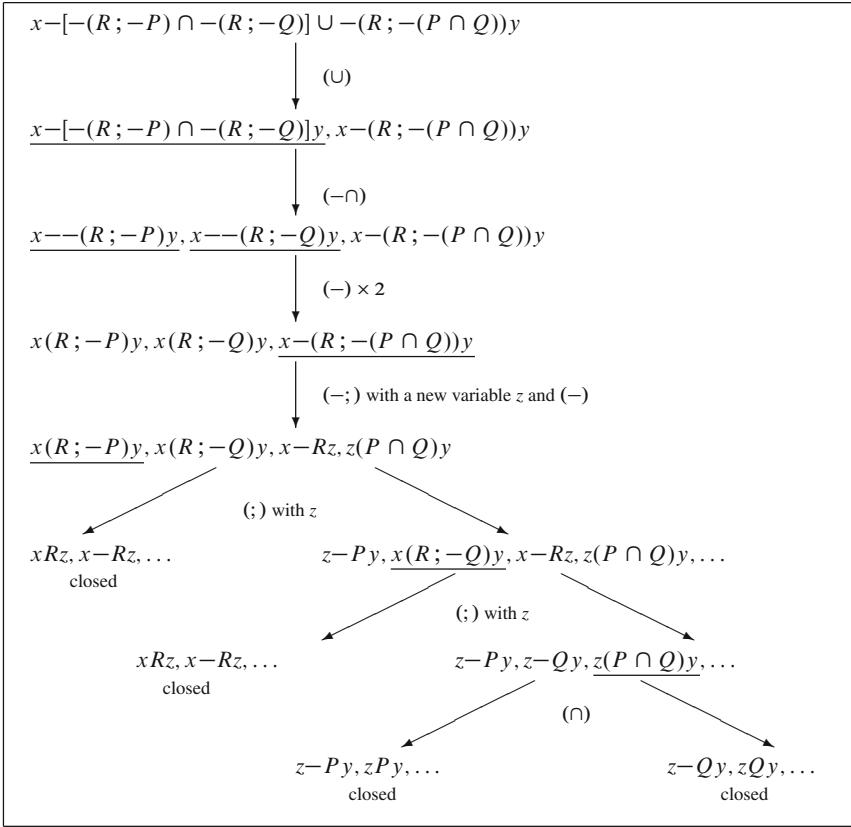 x−[−(R ; −P) ∩ −(R ; −Q)] ∪ −(R ; −(P ∩ Q))y
(∪)
x−[−(R ; −P) ∩ −(R ; −Q)]y, x−(R ; −(P ∩ Q))y
(−∩)
x−−(R ; −P)y, x−−(R ; −Q)y, x−(R ; −(P ∩ Q))y
(−) × 2
x(R ; −P)y, x(R ; −Q)y, x−(R ; −(P ∩ Q))y
(−;) with a new variable z and (−)
x(R ; −P)y, x(R ; −Q)y, x−Rz, z(P ∩ Q)y
(;) with z
xRz, x−Rz, ...
closed
z−Py, x(R ; −Q)y, x−Rz, z(P ∩ Q)y, ...
(;) with z
xRz, x−Rz, ...
closed
z−Py, z−Qy, z(P ∩ Q)y, ...
(∩)
z−Py, zPy, ...
closed
z−Qy, zQy, ...
closed